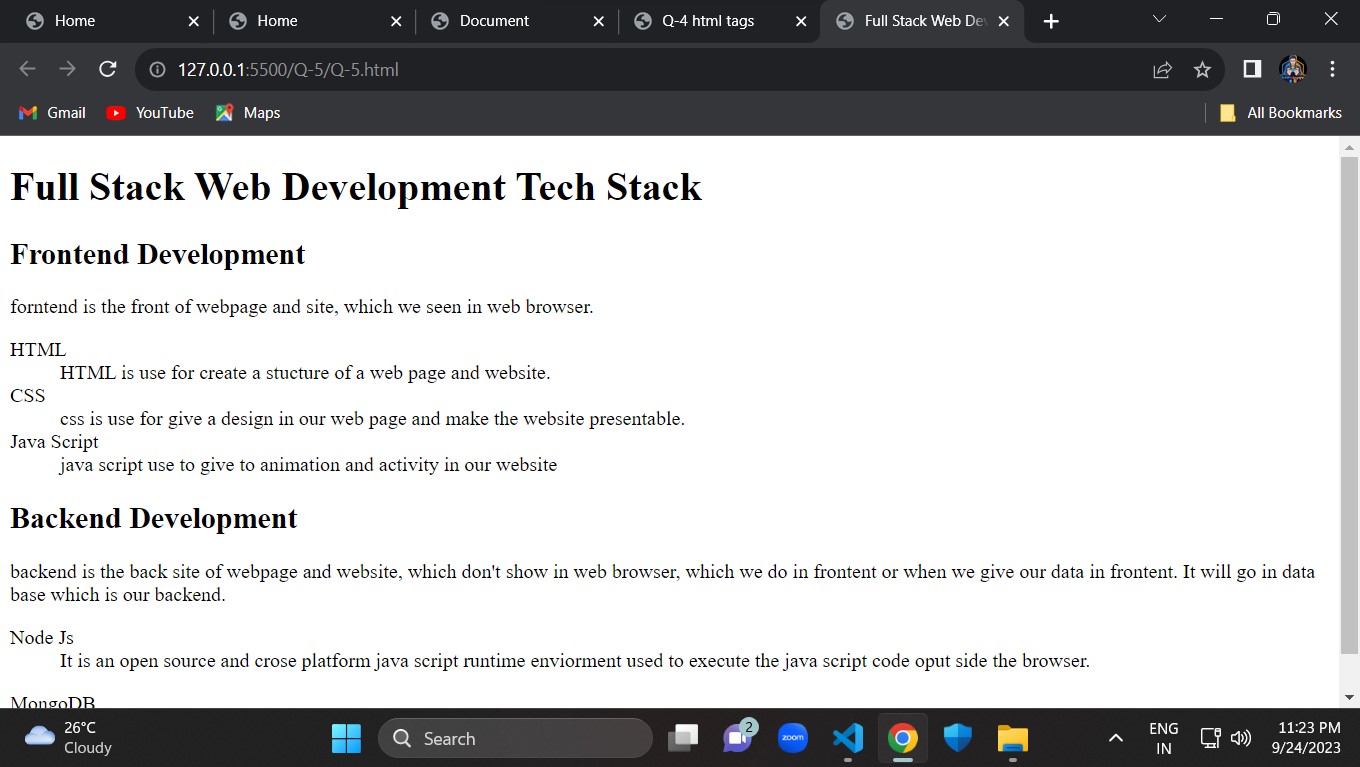 Home
Home
Document
Q-4 html tags
Full Stack Web De
127.0.0.1:5500/Q-5/Q-5.html
Gmail
YouTube
Maps
All Bookmarks
Full Stack Web Development Tech Stack
Frontend Development
forntend is the front of webpage and site, which we seen in web browser.
HTML
HTML is use for create a stucture of a web page and website.
CSS
css is use for give a design in our web page and make the website presentable.
Java Script
java script use to give to animation and activity in our website
Backend Development
backend is the back site of webpage and website, which don't show in web browser, which we do in frontent or when we give our data in frontent. It will go in data
base which is our backend.
Node Js
It is an open source and crose platform java script runtime enviorment used to execute the java script code oput side the browser.
MongoDB
26°C
Cloudy
Search
2
zoom
ENG
IN
11:23 PM
9/24/2023